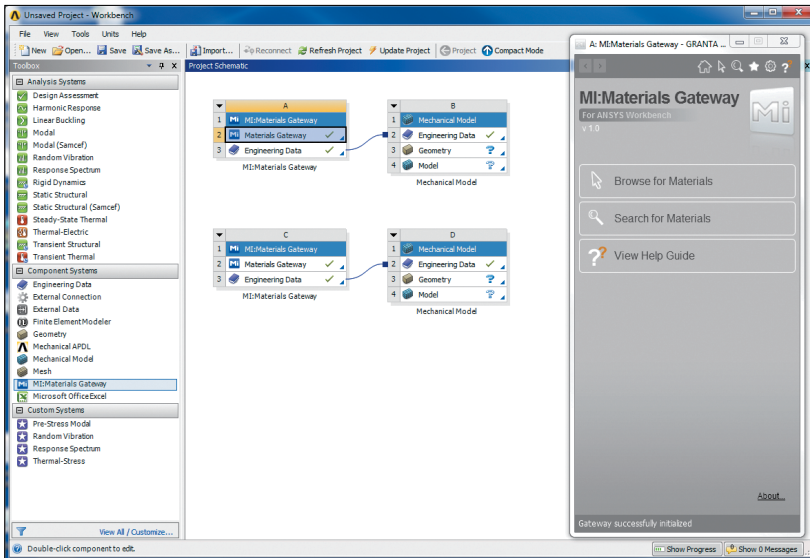 Unsaved Project - Workbench
File View Tools Units Help
New Open... Save Save As... Import... Reconnect Refresh Project Update Project Project Compact Mode
Toolbox
Analysis Systems
Design Assessment
Harmonic Response
Linear Buckling
Modal
Modal (Samcef)
Random Vibration
Response Spectrum
Rigid Dynamics
Static Structural
Static Structural (Samcef)
Steady-State Thermal
Thermal-Electric
Transient Structural
Transient Thermal
Component Systems
Engineering Data
External Connection
External Data
Finite Element Modeler
Geometry
Mechanical APDL
Mechanical Model
Mesh
MI:Materials Gateway
Microsoft Office Excel
Custom Systems
Pre-Stress Modal
Random Vibration
Response Spectrum
Thermal-Stress
View All / Customize...
Double-click component to edit.
Project Schematic
A
1 Mi MI:Materials Gateway
2 Mi Materials Gateway
3 Engineering Data
MI:Materials Gateway
B
1 Mechanical Model
2 Engineering Data
3 Geometry ?
4 Model ?
Mechanical Model
C
1 Mi MI:Materials Gateway
2 Mi Materials Gateway
3 Engineering Data
MI:Materials Gateway
D
1 Mechanical Model
2 Engineering Data
3 Geometry ?
4 Model ?
Mechanical Model
A: MI:Materials Gateway - GRANTA ...
MI:Materials Gateway
For ANSYS Workbench
v 1.0
Mi
Browse for Materials
Search for Materials
?? View Help Guide
About...
Gateway successfully initialized
Show Progress Show 0 Messages